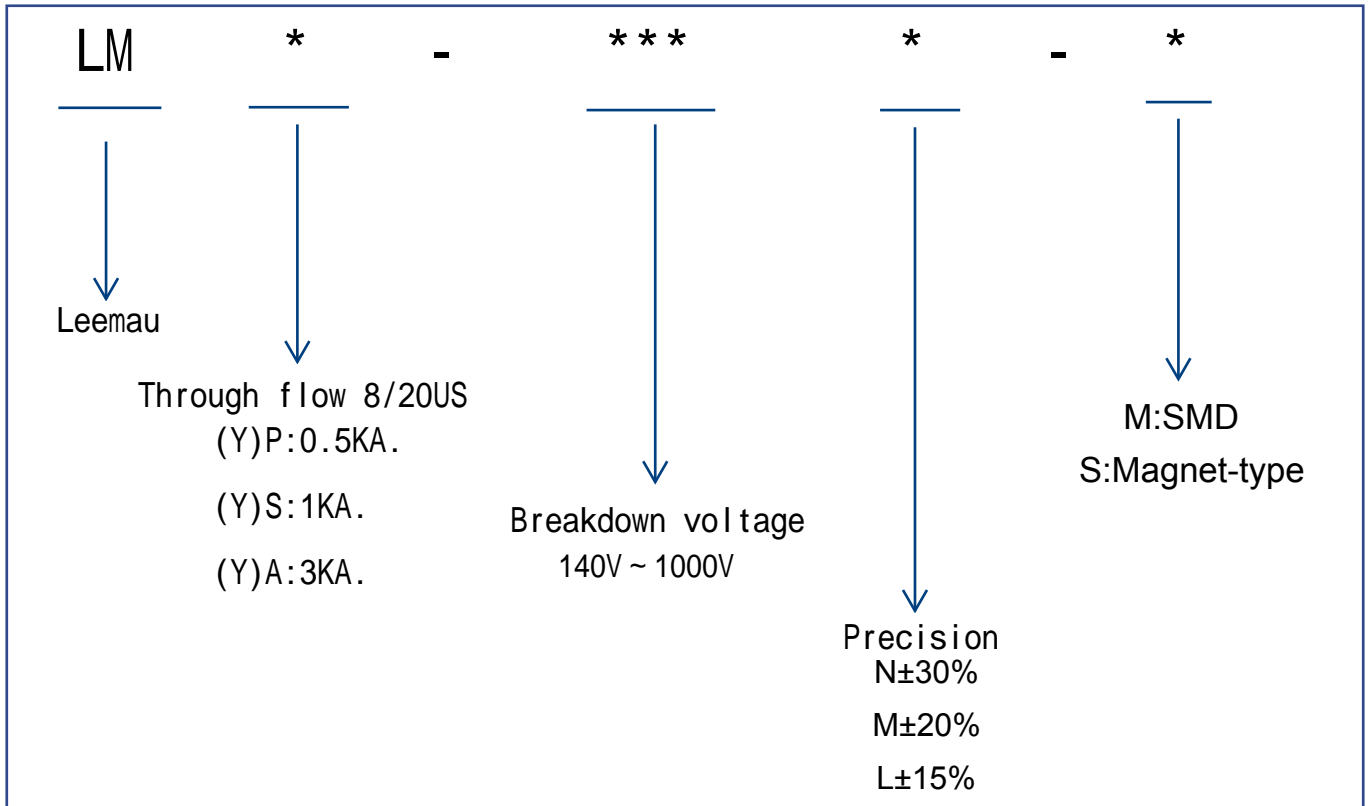 LM * - *** * - *
Leemau
Through flow 8/20US
(Y)P:0.5KA.
(Y)S:1KA.
(Y)A:3KA.
Breakdown voltage
140V~1000V
Precision
N±30%
M±20%
L±15%
M:SMD
S:Magnet-type